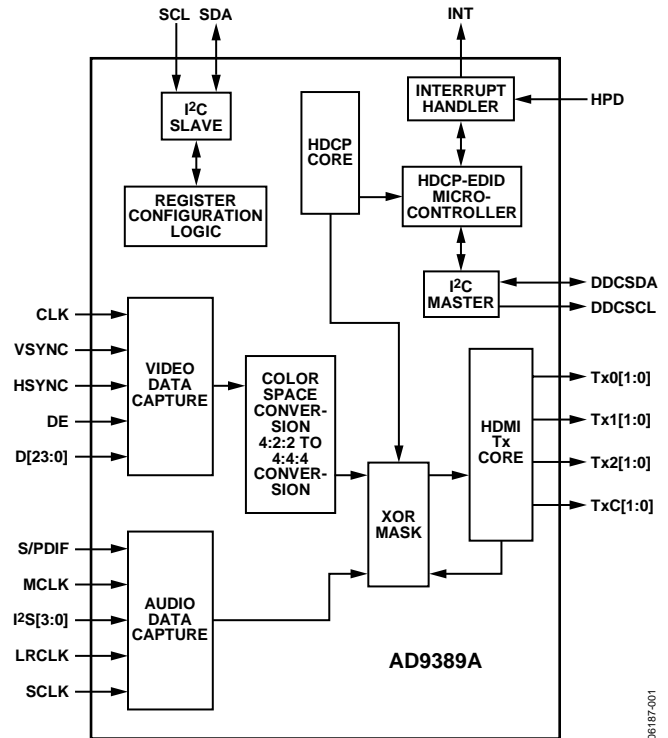 SCL SDA
INT
I²C
SLAVE
REGISTER
CONFIGURATION
LOGIC
HDCP
CORE
INTERRUPT
HANDLER
HPD
HDCP-EDID
MICRO-
CONTROLLER
I²C
MASTER
DDCSDA
DDCSCL
CLK
VSYNC
HSYNC
DE
D[23:0]
VIDEO
DATA
CAPTURE
COLOR
SPACE
CONVER-
SION
4:2:2 TO
4:4:4
CONVER-
SION
XOR
MASK
HDMI
Tx
CORE
Tx0[1:0]
Tx1[1:0]
Tx2[1:0]
TxC[1:0]
S/PDIF
MCLK
I²S[3:0]
LRCLK
SCLK
AUDIO
DATA
CAPTURE
AD9389A
06187-001